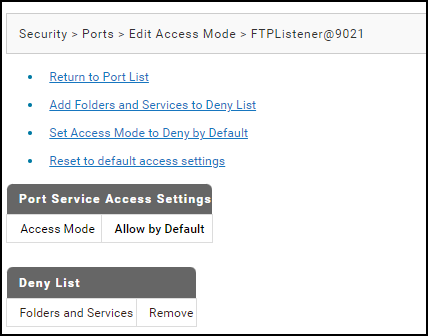 Security > Ports > Edit Access Mode > FTPListener@9021
Return to Port List
Add Folders and Services to Deny List
Set Access Mode to Deny by Default
Reset to default access settings
Port Service Access Settings
Access Mode Allow by Default
Deny List
Folders and Services Remove